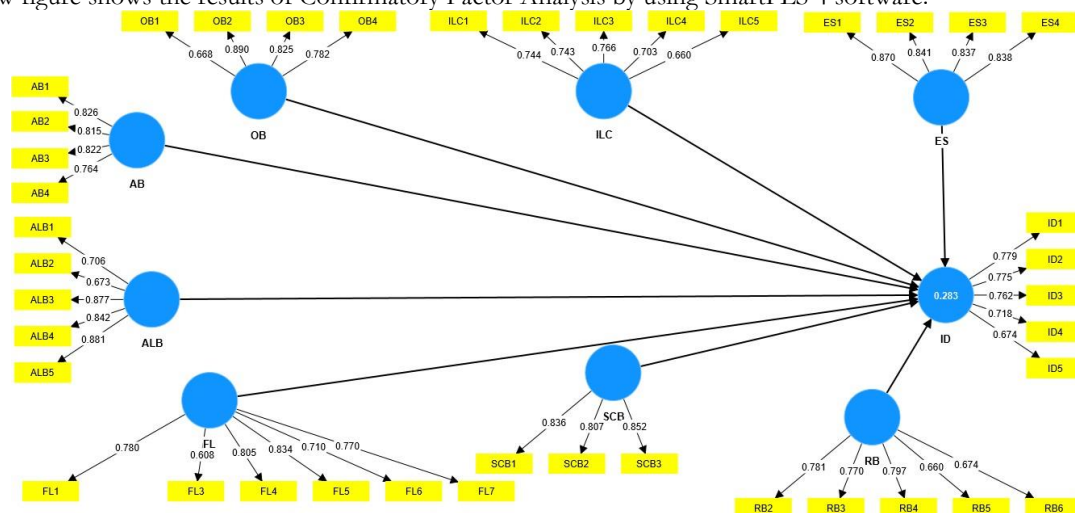 w figure shows the results of Confirmatory Factor Analysis by using SmartPLS 4 software.
OB1 OB2 OB3 OB4
0.668 0.890 0.825 0.782
OB
ILC1 ILC2 ILC3 ILC4 ILC5
0.744 0.743 0.766 0.703 0.660
ILC
ES1 ES2 ES3 ES4
0.870 0.841 0.837 0.838
ES
AB1
AB2
AB3
AB4
0.826
0.815
0.822
0.764
AB
ALB1
ALB2
ALB3
ALB4
ALB5
0.706
0.673
0.877
0.842
0.881
ALB
ID1
ID2
ID3
ID4
ID5
0.779
0.775
0.762
0.718
0.674
0.283
ID
FL
0.780 0.608 0.805 0.834 0.710 0.770
FL1 FL3 FL4 FL5 FL6 FL7
SCB
0.836 0.807 0.852
SCB1 SCB2 SCB3
RB
0.781 0.770 0.797 0.660 0.674
RB2 RB3 RB4 RB5 RB6